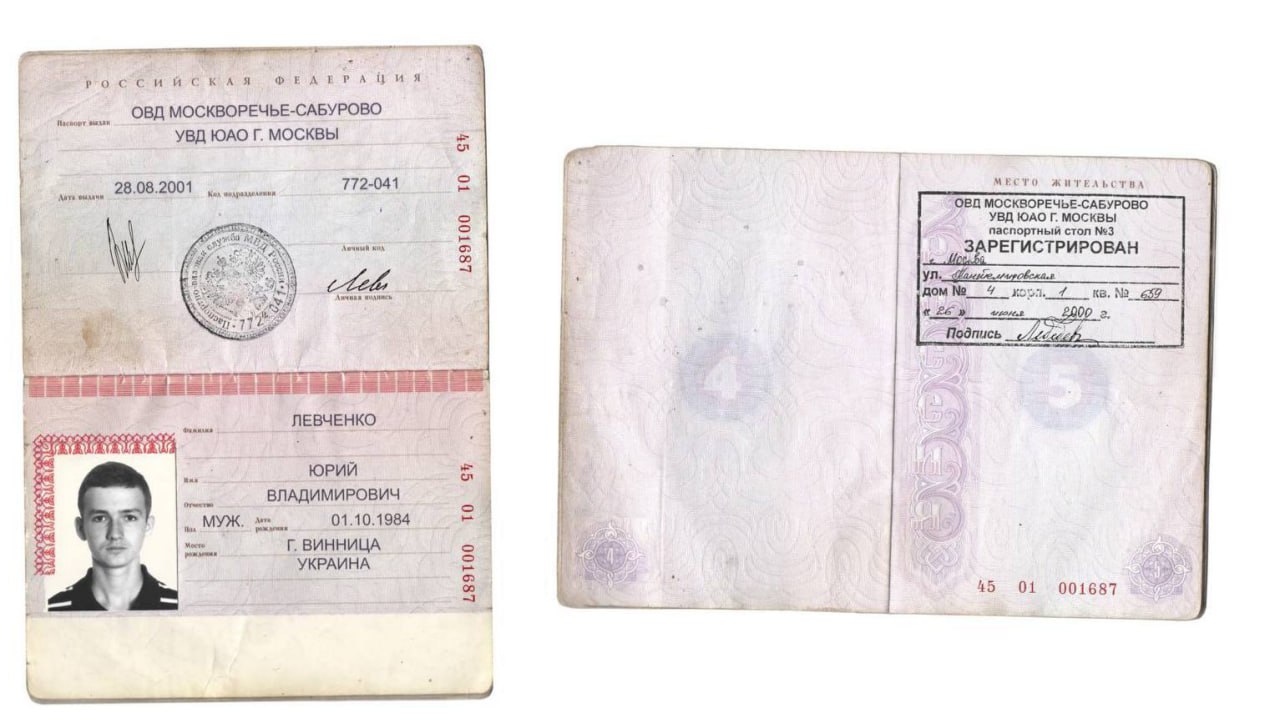 РОССИЙСКАЯ ФЕДЕРАЦИЯ
Паспорт выдан ОВД МОСКВОРЕЧЬЕ-САБУРОВО
УВД ЮАО Г. МОСКВЫ
Дата выдачи 28.08.2001 Код подразделения 772-041
Личный код
Личная подпись
45 01 001687
Фамилия ЛЕВЧЕНКО
Имя ЮРИЙ
Отчество ВЛАДИМИРОВИЧ
Пол МУЖ. Дата рождения 01.10.1984
Место рождения Г. ВИННИЦА
УКРАИНА
45 01 001687
4
МЕСТО ЖИТЕЛЬСТВА
ОВД МОСКВОРЕЧЬЕ-САБУРОВО
УВД ЮАО Г. МОСКВЫ
паспортный стол №3
ЗАРЕГИСТРИРОВАН
г. Москва
ул. Кантемировская
дом № 4 корп. 1 кв. № 659
« 26 » июня 2000 г.
Подпись
5
45 01 001687